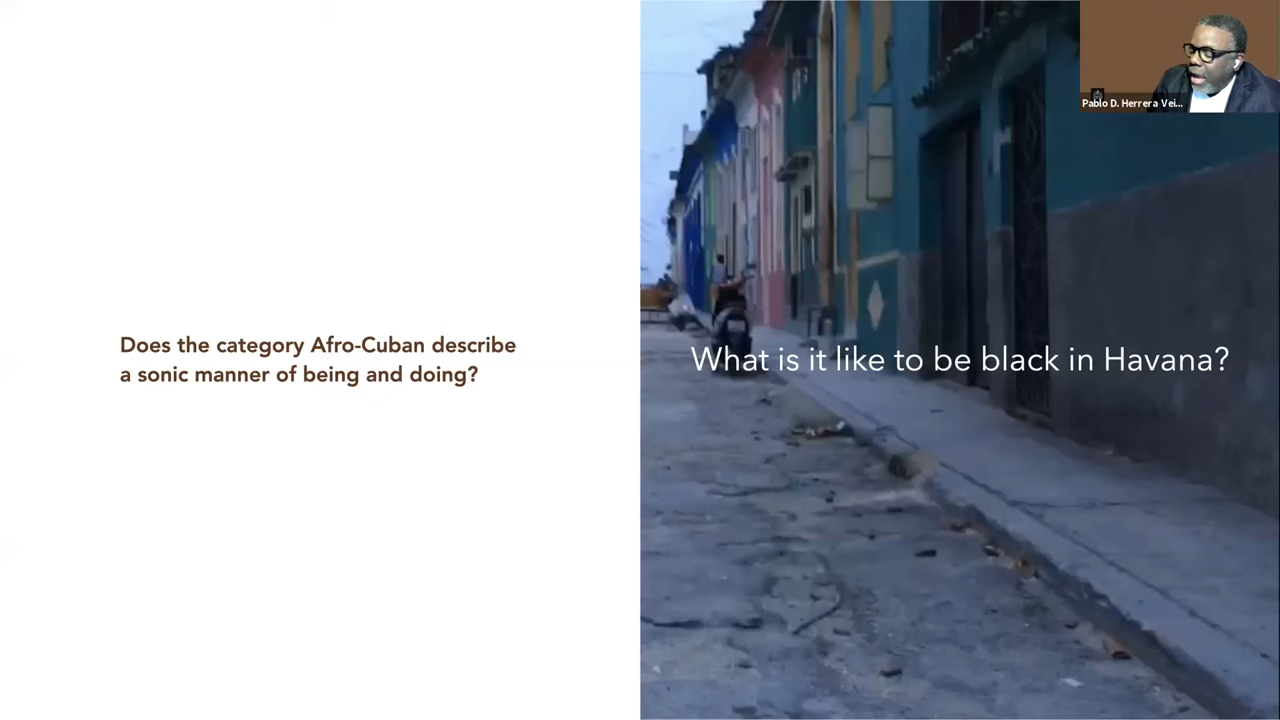 Does the category Afro-Cuban describe
a sonic manner of being and doing?
What is it like to be black in Havana?
Pablo D. Herrera Vei...